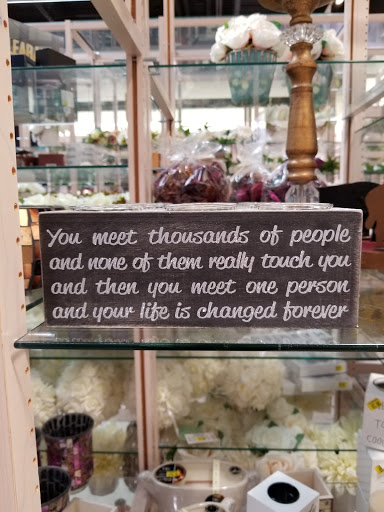 You meet thousands of people
and none of them really touch you
and then you meet one person
and your life is changed forever